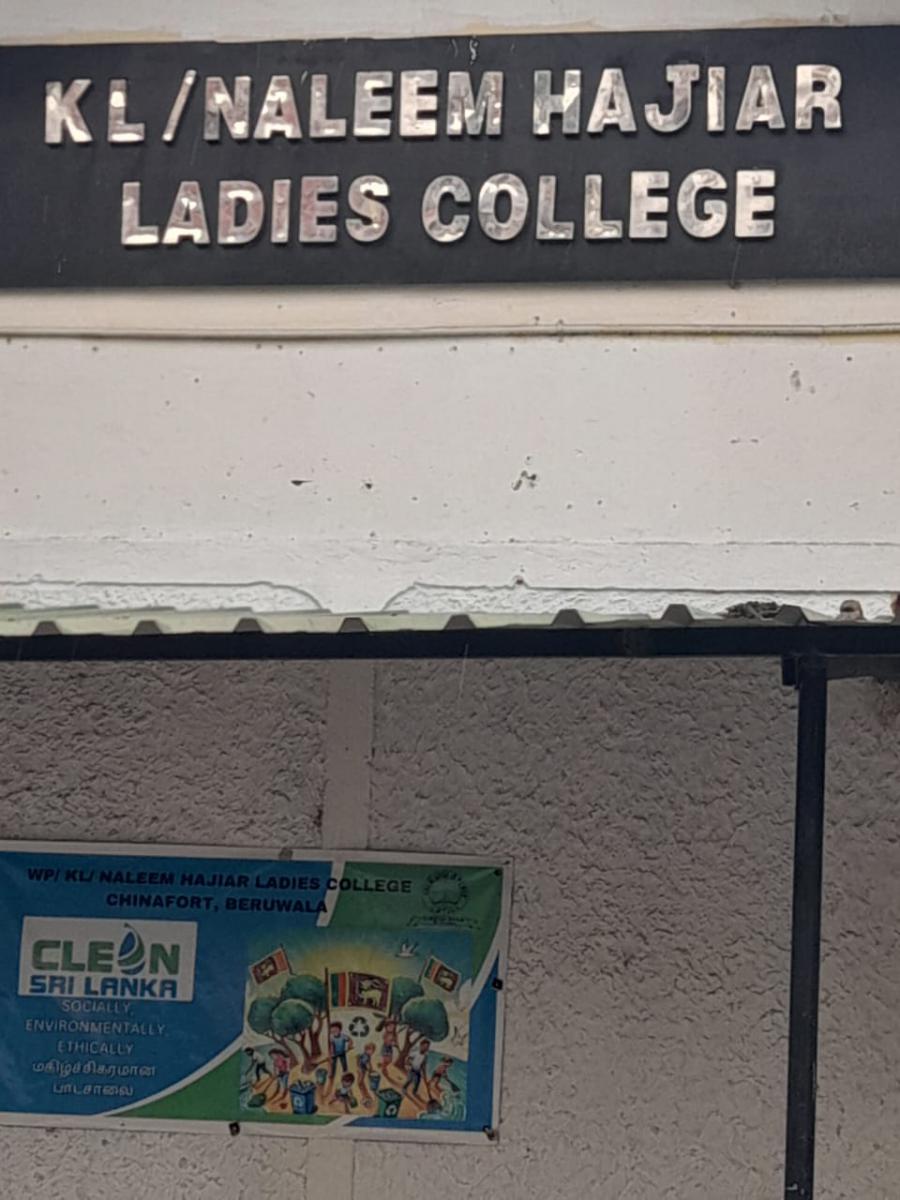 KL/NALEEM HAJIAR
LADIES COLLEGE
WP/ KL/ NALEEM HAJIAR LADIES COLLEGE
CHINAFORT, BERUWALA
CLEAN
SRI LANKA
SOCIALLY,
ENVIRONMENTALLY,
ETHICALLY
மகிழ்ச்சிகரமான
பாடசாலை